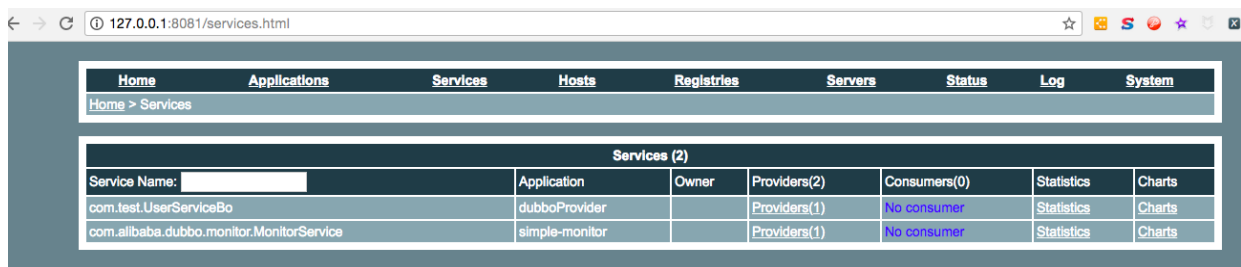 127.0.0.1:8081/services.html
Home Applications Services Hosts Registries Servers Status Log System
Home > Services
Services (2)
Service Name: Application Owner Providers(2) Consumers(0) Statistics Charts
com.test.UserServiceBo dubboProvider Providers(1) No consumer Statistics Charts
com.alibaba.dubbo.monitor.MonitorService simple-monitor Providers(1) No consumer Statistics Charts